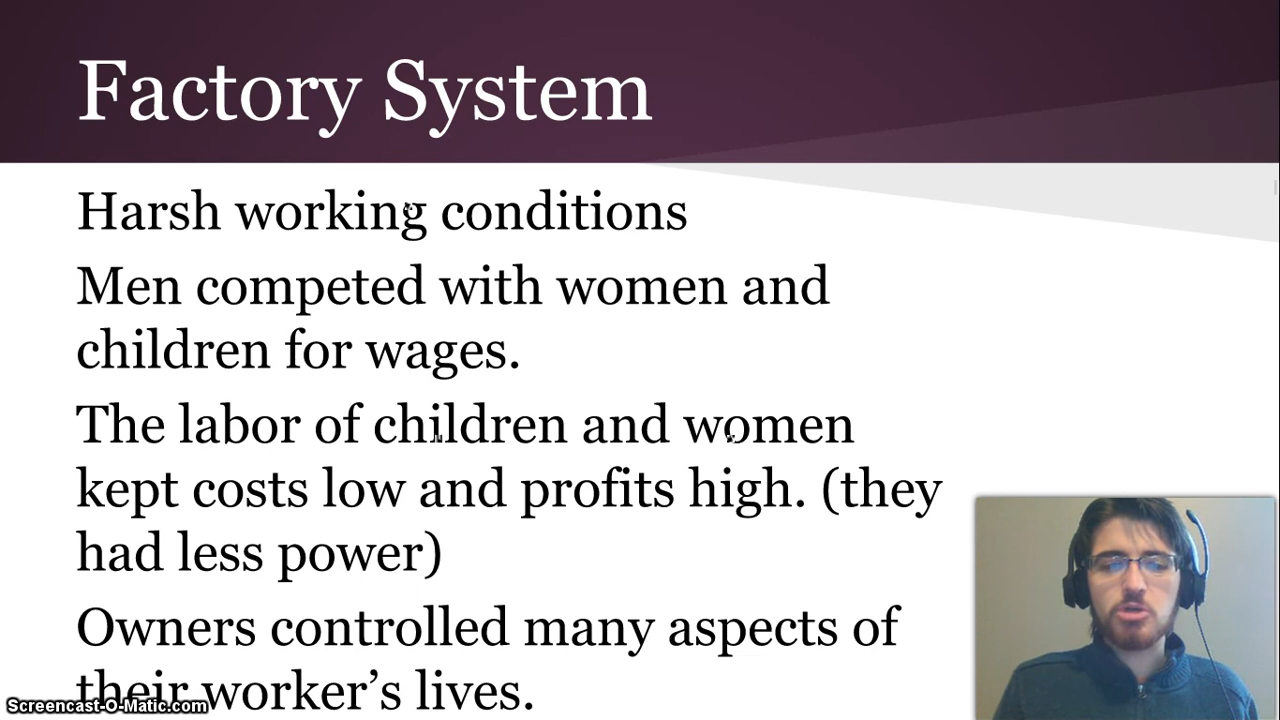 Factory System
Harsh working conditions
Men competed with women and
children for wages.
The labor of children and women
kept costs low and profits high. (they
had less power)
Owners controlled many aspects of
their worker’s lives.
Screencast-O-Matic.com